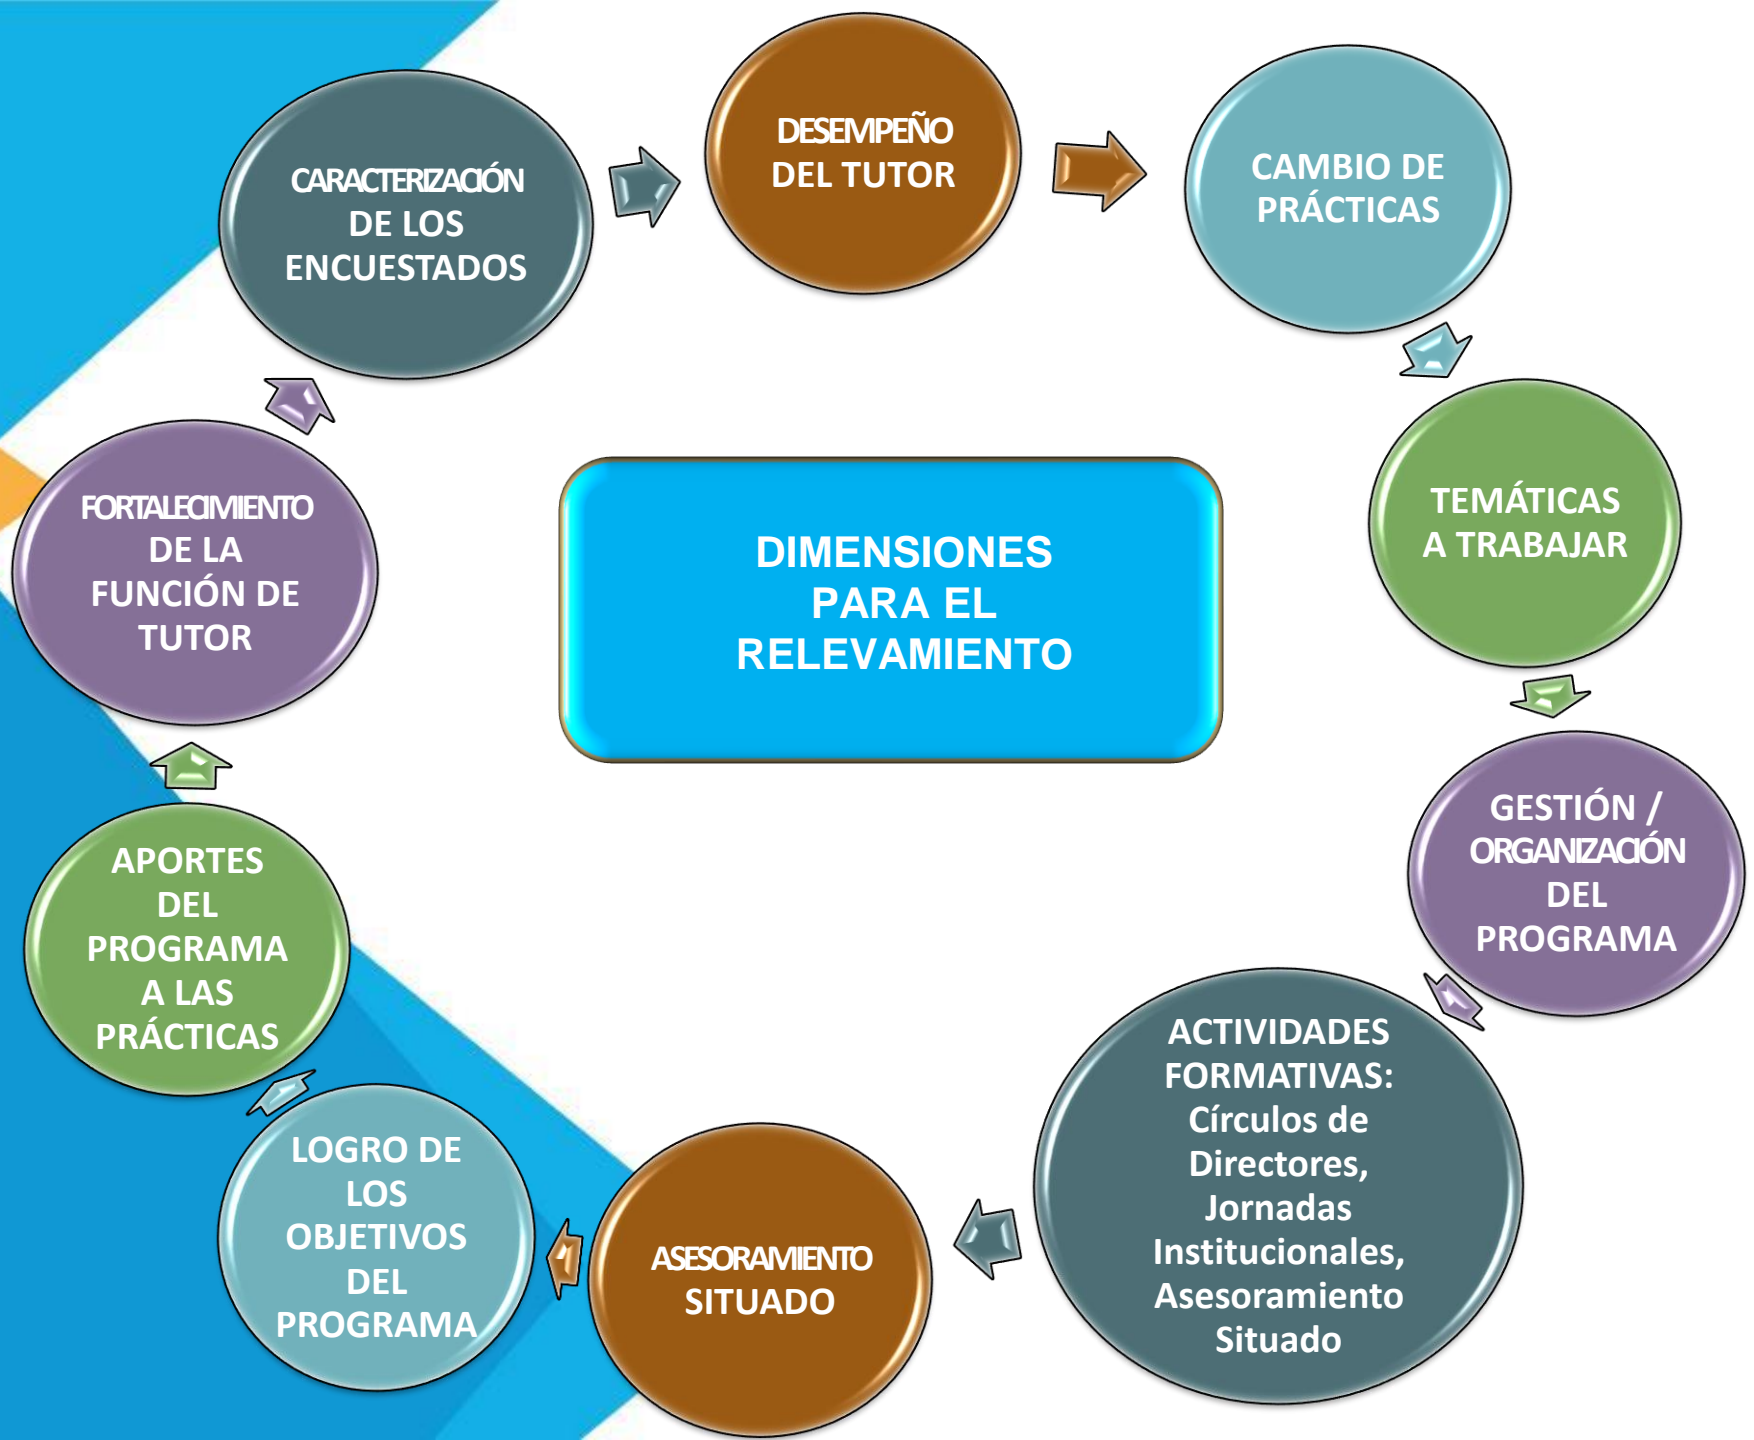 CARACTERIZACIÓN
DE LOS
ENCUESTADOS
DESEMPEÑO
DEL TUTOR
CAMBIO DE
PRÁCTICAS
TEMÁTICAS
A TRABAJAR
GESTIÓN /
ORGANIZACIÓN
DEL
PROGRAMA
ACTIVIDADES
FORMATIVAS:
Círculos de
Directores,
Jornadas
Institucionales,
Asesoramiento
Situado
ASESORAMIENTO
SITUADO
LOGRO DE
LOS
OBJETIVOS
DEL
PROGRAMA
APORTES
DEL
PROGRAMA
A LAS
PRÁCTICAS
FORTALECIMIENTO
DE LA
FUNCIÓN DE
TUTOR
DIMENSIONES
PARA EL
RELEVAMIENTO